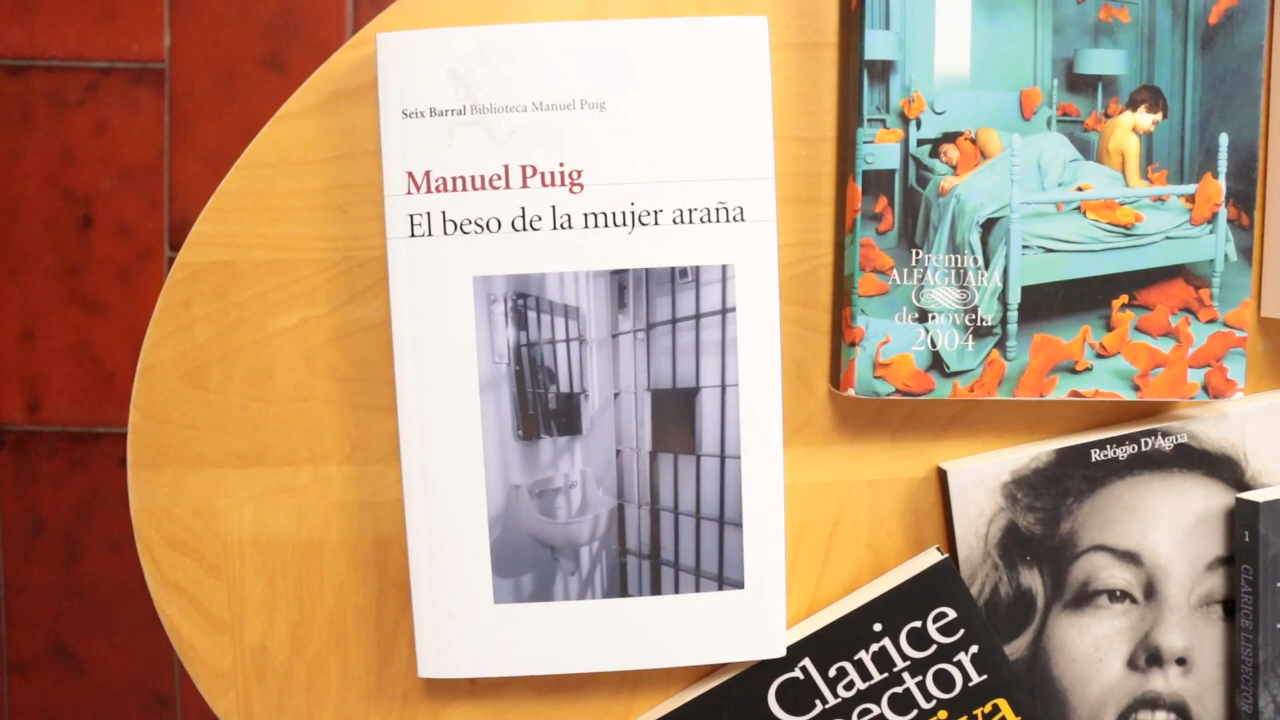 Seix Barral Biblioteca Manuel Puig
Manuel Puig
El beso de la mujer araña
Premio
ALFAGUARA
de novela
2004
Relógio D'Água
Clarice
1
CLARICE LISPECTOR